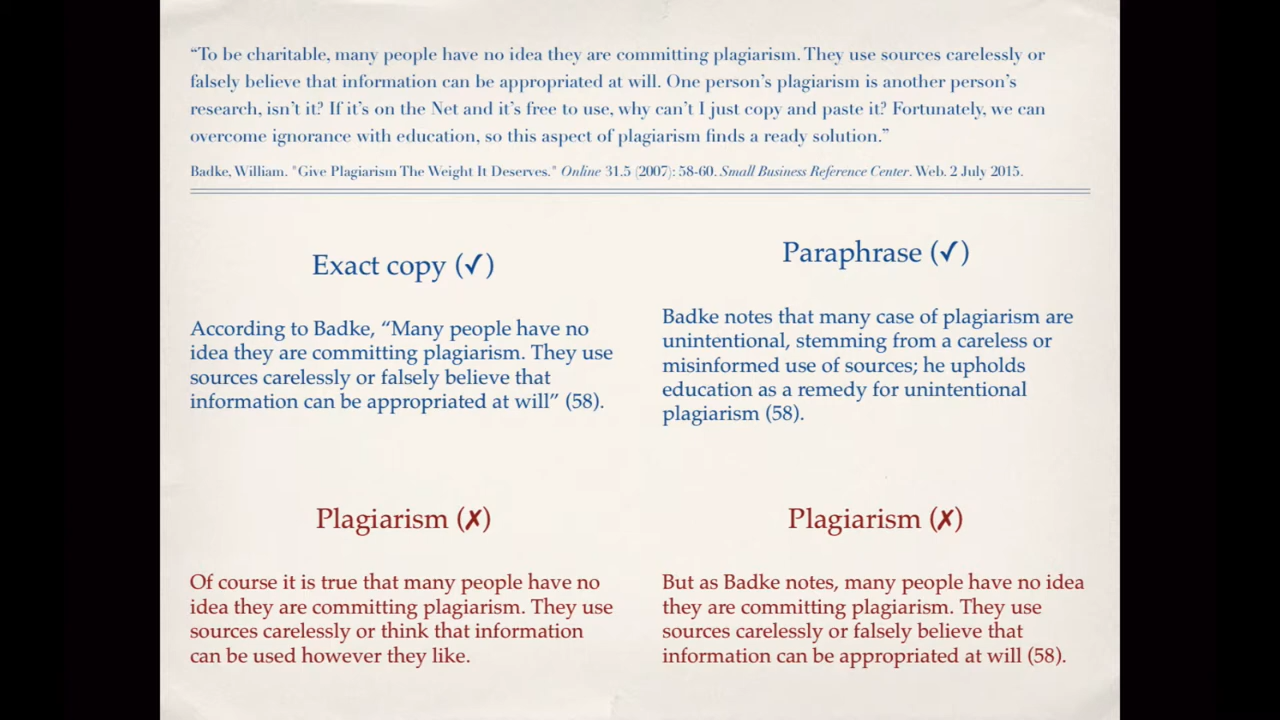 “To be charitable, many people have no idea they are committing plagiarism. They use sources carelessly or
falsely believe that information can be appropriated at will. One person’s plagiarism is another person’s
research, isn’t it? If it’s on the Net and it’s free to use, why can’t I just copy and paste it? Fortunately, we can
overcome ignorance with education, so this aspect of plagiarism finds a ready solution.”
Badke, William. "Give Plagiarism The Weight It Deserves." Online 31.5 (2007): 58-60. Small Business Reference Center. Web. 2 July 2015.
Exact copy (✓)
According to Badke, “Many people have no
idea they are committing plagiarism. They use
sources carelessly or falsely believe that
information can be appropriated at will” (58).
Paraphrase (✓)
Badke notes that many case of plagiarism are
unintentional, stemming from a careless or
misinformed use of sources; he upholds
education as a remedy for unintentional
plagiarism (58).
Plagiarism (✗)
Of course it is true that many people have no
idea they are committing plagiarism. They use
sources carelessly or think that information
can be used however they like.
Plagiarism (✗)
But as Badke notes, many people have no idea
they are committing plagiarism. They use
sources carelessly or falsely believe that
information can be appropriated at will (58).